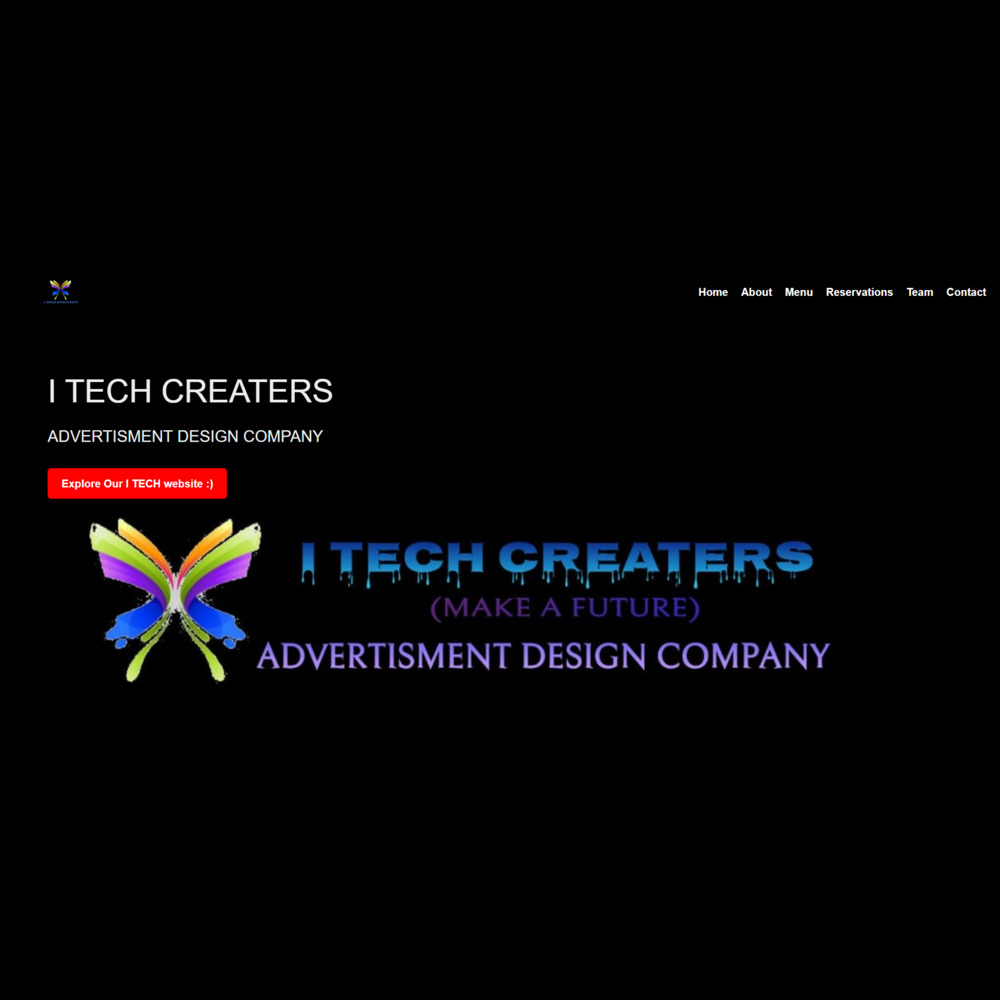 Home About Menu Reservations Team Contact
I TECH CREATERS
ADVERTISMENT DESIGN COMPANY
Explore Our I TECH website :)
I TECH CREATERS
(MAKE A FUTURE)
ADVERTISMENT DESIGN COMPANY